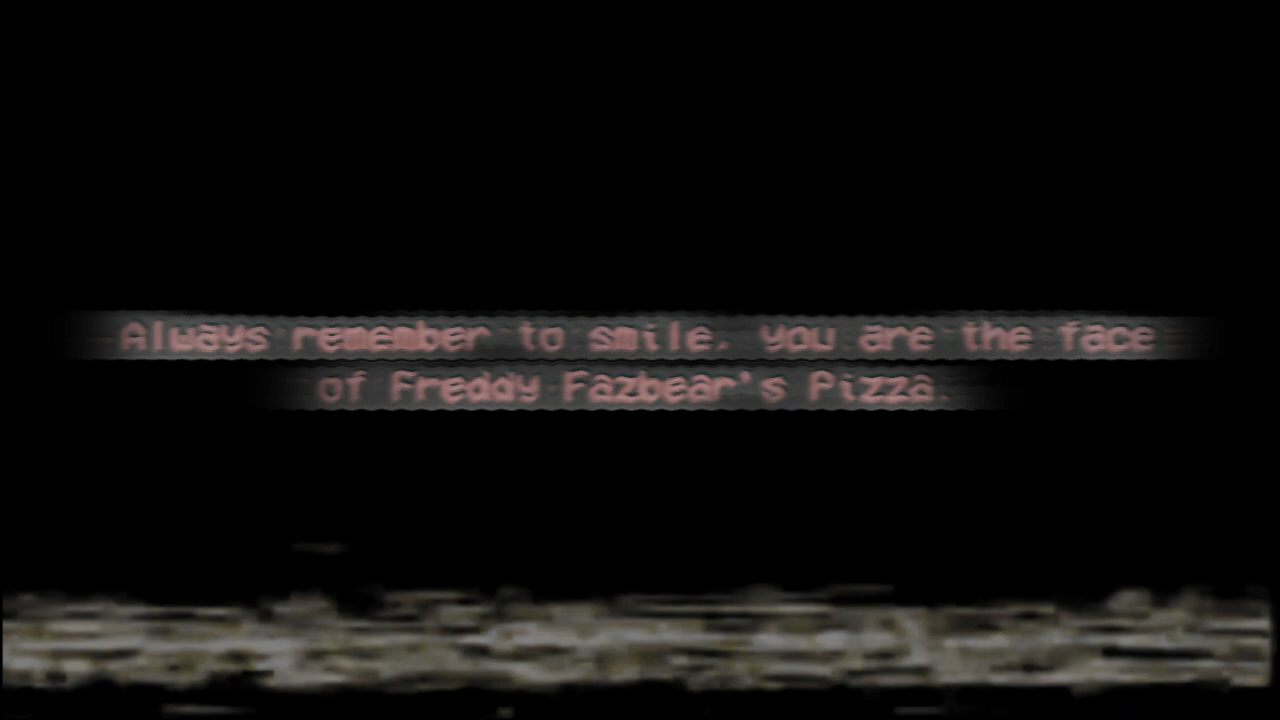 Always remember to smile, you are the face
of Freddy Fazbear's Pizza.